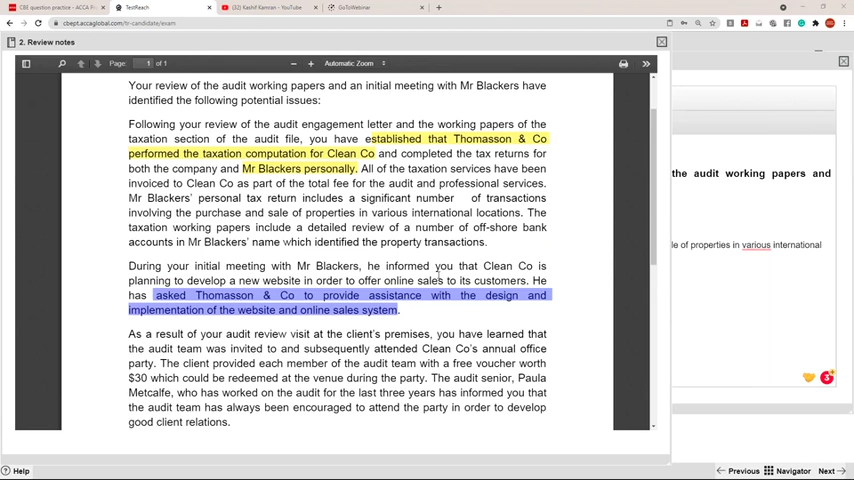 CBE question practice - ACCA P
TestReach
(32) Kashif Kamran - YouTube
GoToWebinar
cbept.accaglobal.com/tr-candidate/exam
2. Review notes
Page 1 of 1
Automatic Zoom
Your review of the audit working papers and an initial meeting with Mr Blackers have
identified the following potential issues:
Following your review of the audit engagement letter and the working papers of the
taxation section of the audit file, you have established that Thomasson & Co
performed the taxation computation for Clean Co and completed the tax returns for
both the company and Mr Blackers personally. All of the taxation services have been
invoiced to Clean Co as part of the total fee for the audit and professional services.
Mr Blackers' personal tax return includes a significant number of transactions
involving the purchase and sale of properties in various international locations. The
taxation working papers include a detailed review of a number of off-shore bank
accounts in Mr Blackers' name which identified the property transactions.
During your initial meeting with Mr Blackers, he informed you that Clean Co is
planning to develop a new website in order to offer online sales to its customers. He
has asked Thomasson & Co to provide assistance with the design and
implementation of the website and online sales system.
As a result of your audit review visit at the client's premises, you have learned that
the audit team was invited to and subsequently attended Clean Co's annual office
party. The client provided each member of the audit team with a free voucher worth
$30 which could be redeemed at the venue during the party. The audit senior, Paula
Metcalfe, who has worked on the audit for the last three years has informed you that
the audit team has always been encouraged to attend the party in order to develop
good client relations.
the audit working papers and
le of properties in various international
3
Help
Previous
Navigator
Next